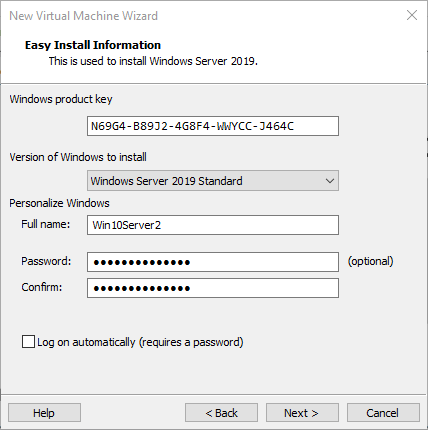 New Virtual Machine Wizard
Easy Install Information
This is used to install Windows Server 2019.
Windows product key
N69G4-B89J2-4G8F4-WWYCC-J464C
Version of Windows to install
Windows Server 2019 Standard
Personalize Windows
Full name: Win10Server2
Password: ●●●●●●●●●●●●●● (optional)
Confirm: ●●●●●●●●●●●●●●
Log on automatically (requires a password)
Help < Back Next > Cancel